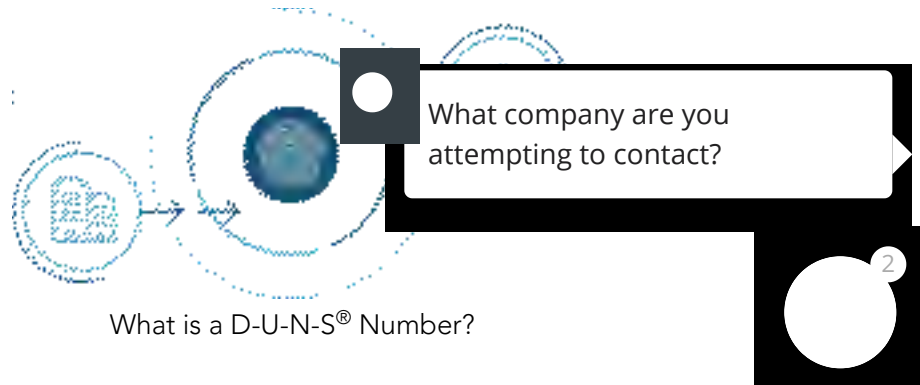 What company are you
attempting to contact?
2
What is a D-U-N-S® Number?